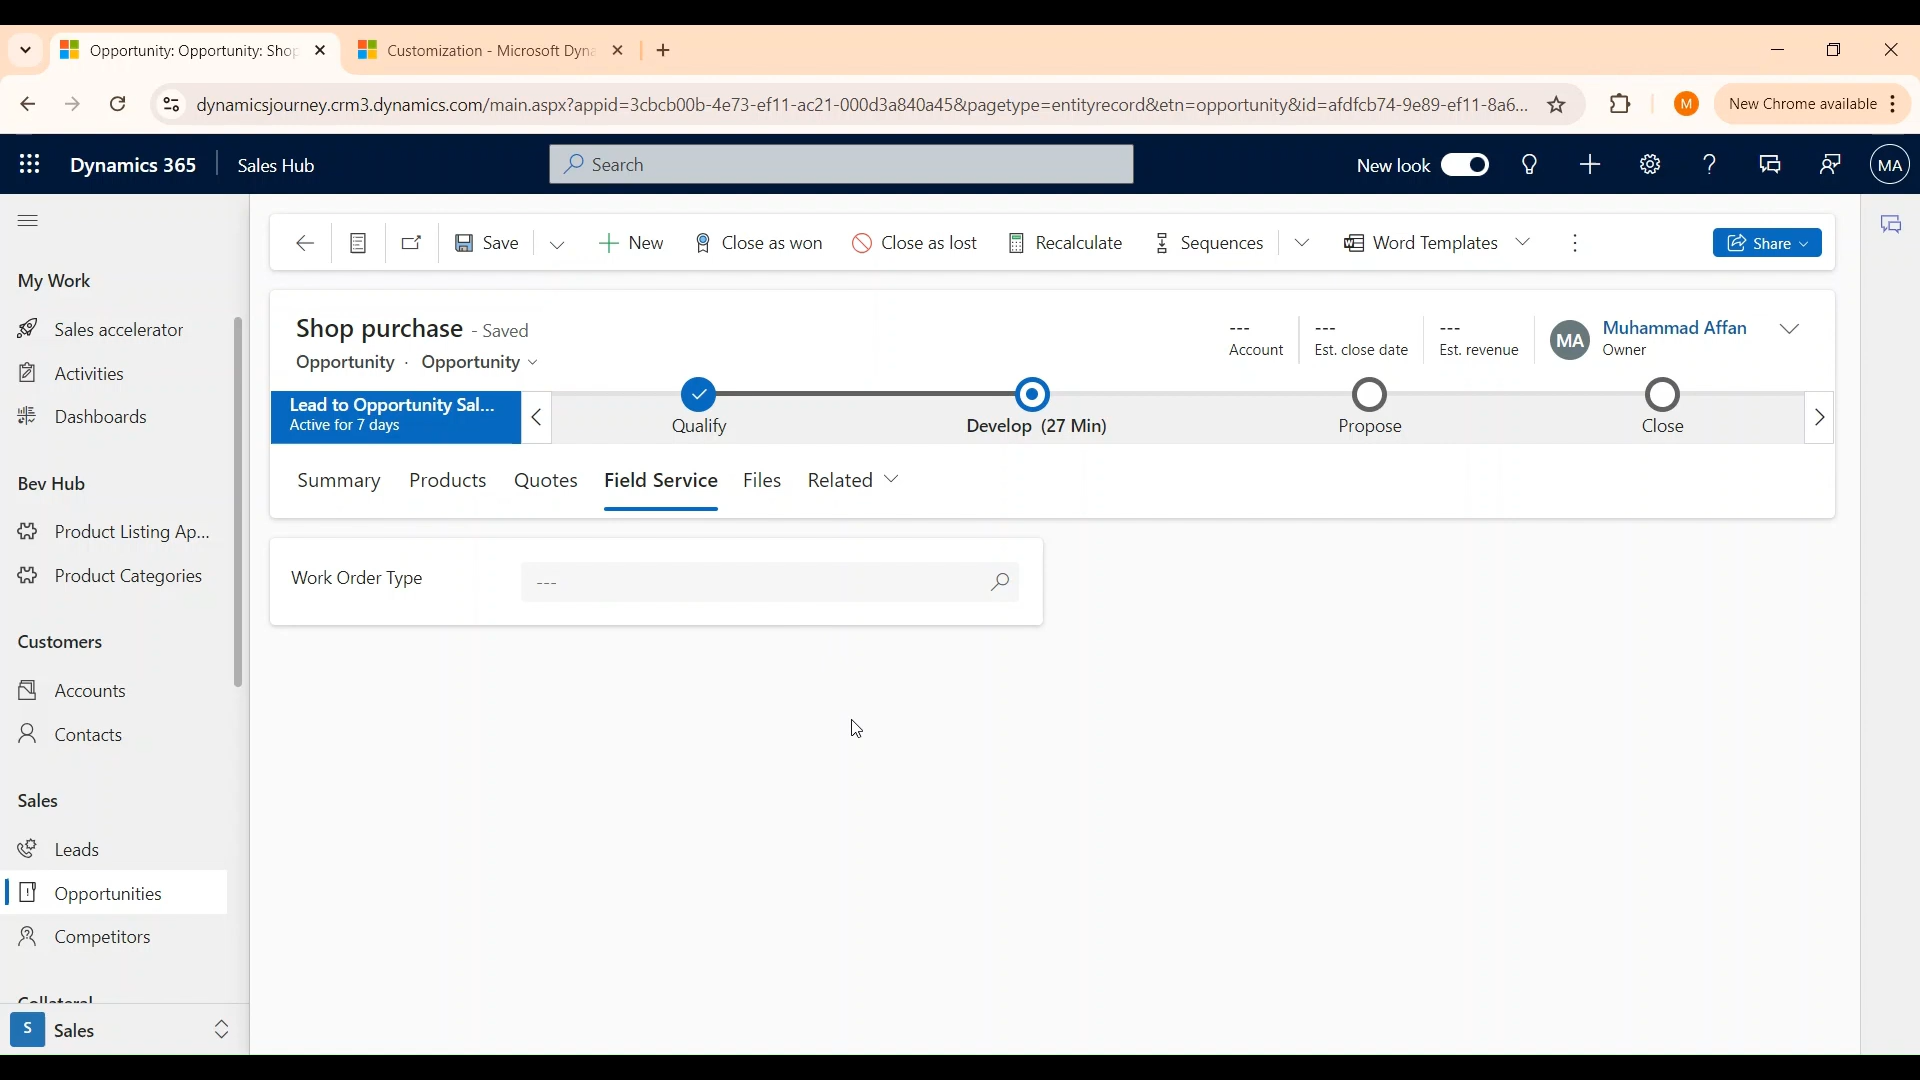 Opportunity: Opportunity: Shop
Customization - Microsoft Dyna
dynamicsjourney.crm3.dynamics.com/main.aspx?appid=3cbcb00b-4e73-ef11-ac21-000d3a840a45&pagetype=entityrecord&etn=opportunity&id=afdfcb74-9e89-ef11-8a6...
M
New Chrome available
Dynamics 365
Sales Hub
Search
New look
MA
Save
New
Close as won
Close as lost
Recalculate
Sequences
Word Templates
Share
My Work
Sales accelerator
Activities
Dashboards
Bev Hub
Product Listing Ap...
Product Categories
Customers
Accounts
Contacts
Sales
Leads
Opportunities
Competitors
Collateral
S
Sales
Shop purchase - Saved
Opportunity · Opportunity
---
Account
---
Est. close date
---
Est. revenue
MA
Muhammad Affan
Owner
Lead to Opportunity Sal...
Active for 7 days
Qualify
Develop (27 Min)
Propose
Close
Summary
Products
Quotes
Field Service
Files
Related
Work Order Type
---